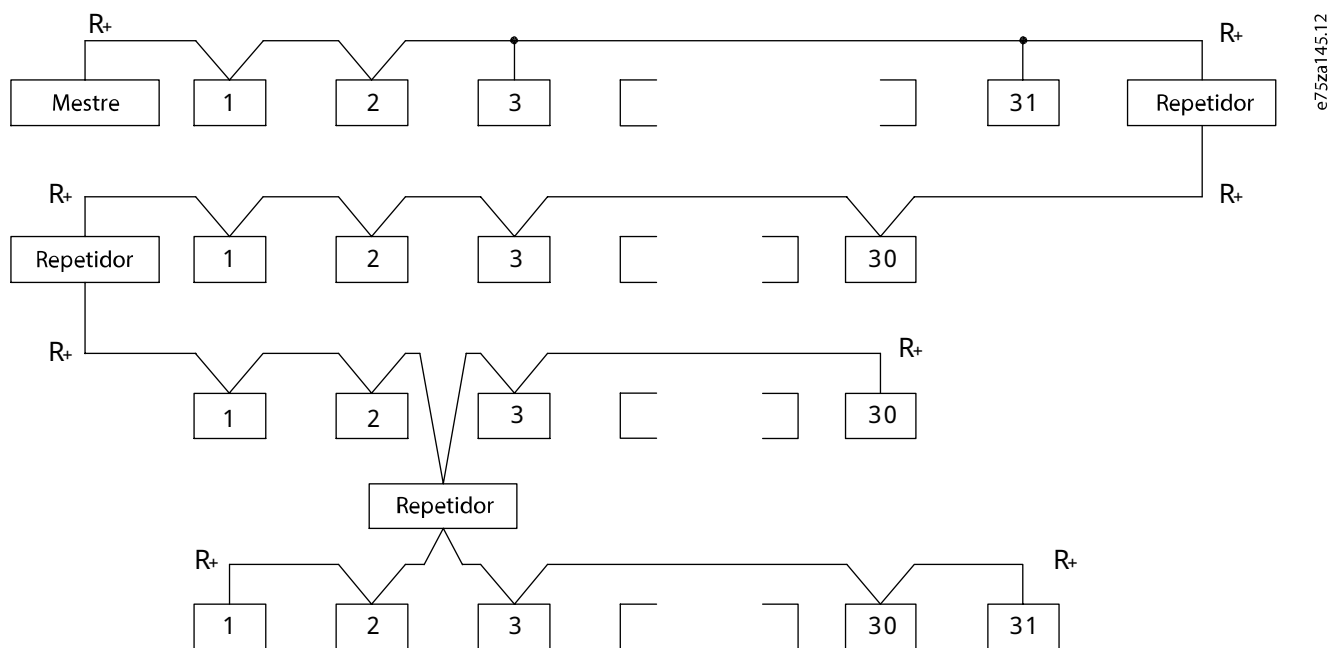 R+ R+
Mestre 1 2 3 31 Repetidor
e75za145.12
R+ R+
Repetidor 1 2 3 30
R+ R+
1 2 3 30
Repetidor
R+ R+
1 2 3 30 31